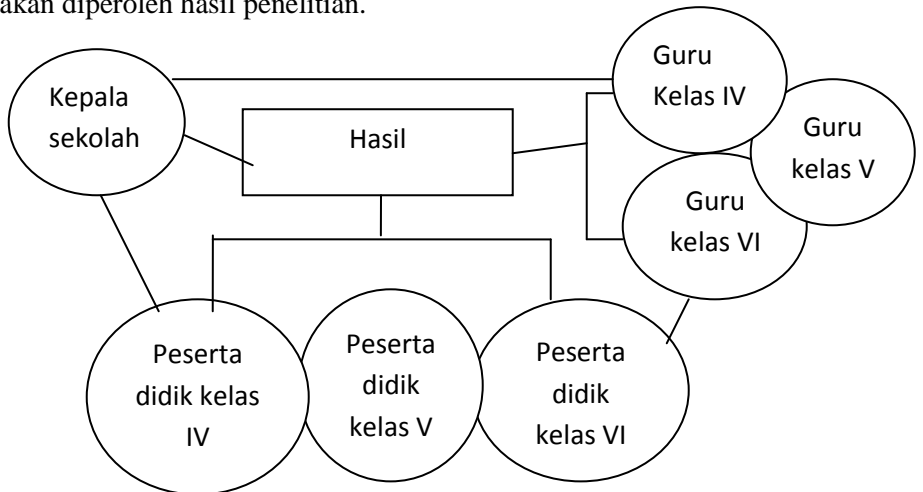 akan diperoleh hasil penelitian.
Kepala
sekolah
Hasil
Guru
Kelas IV
Guru
kelas V
Guru
kelas VI
Peserta
didik kelas
IV
Peserta
didik
kelas V
Peserta
didik
kelas VI